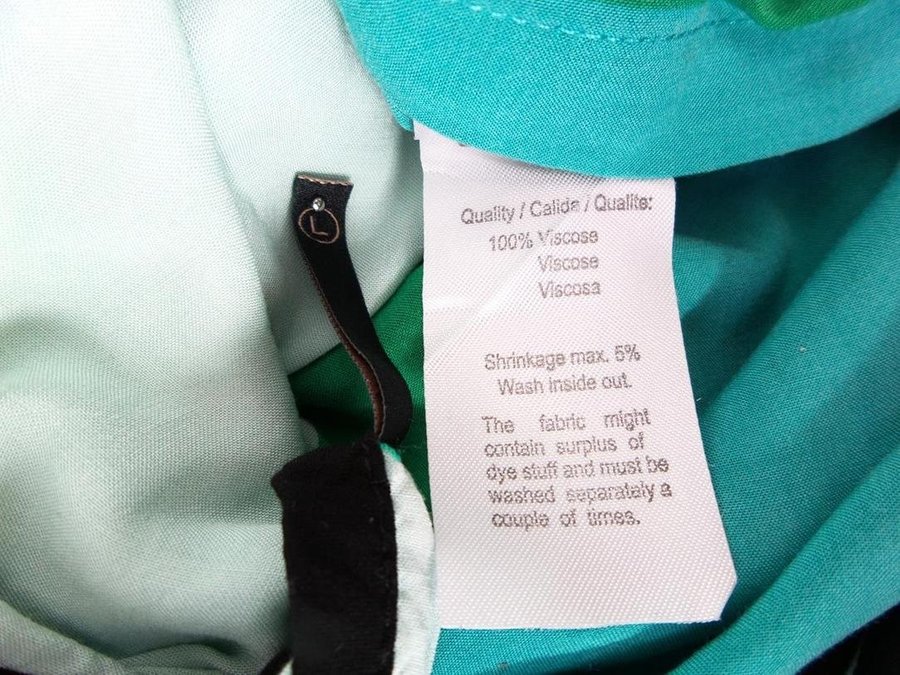 L
Quality / Calida / Qualite:
100% Viscose
Viscose
Viscosa
Shrinkage max. 5%
Wash inside out.
The fabric might
contain surplus of
dye stuff and must be
washed separately a
couple of times.